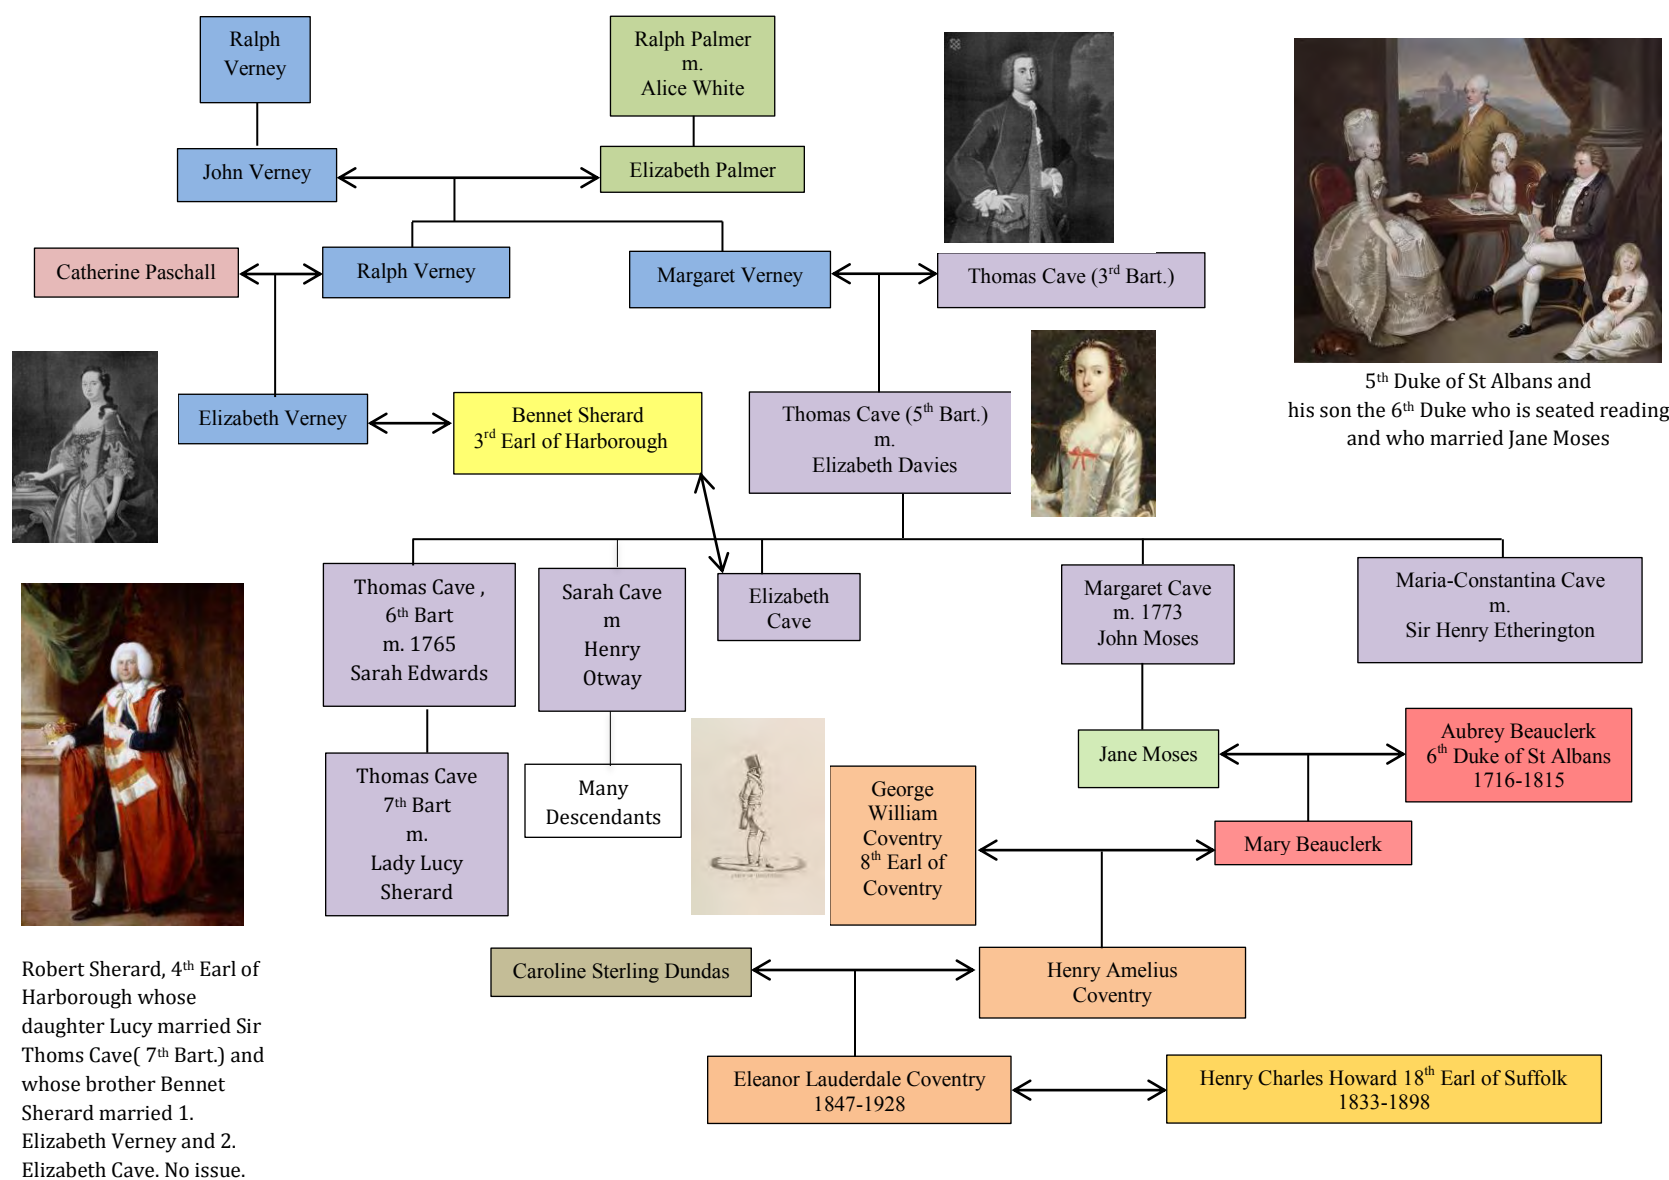 Ralph
Verney
Ralph Palmer
m.
Alice White
John Verney
Elizabeth Palmer
Catherine Paschall
Ralph Verney
Margaret Verney
Thomas Cave (3rd Bart.)
5th Duke of St Albans and
his son the 6th Duke who is seated reading
and who married Jane Moses
Elizabeth Verney
Bennet Sherard
3rd Earl of Harborough
Thomas Cave (5th Bart.)
m.
Elizabeth Davies
Thomas Cave ,
6th Bart
m. 1765
Sarah Edwards
Sarah Cave
m
Henry
Otway
Elizabeth
Cave
Margaret Cave
m. 1773
John Moses
Maria-Constantina Cave
m.
Sir Henry Etherington
Thomas Cave
7th Bart
m.
Lady Lucy
Sherard
Many
Descendants
George
William
Coventry
8th Earl of
Coventry
Jane Moses
Aubrey Beauclerk
6th Duke of St Albans
1716-1815
Mary Beauclerk
Robert Sherard, 4th Earl of
Harborough whose
daughter Lucy married Sir
Thoms Cave( 7th Bart.) and
whose brother Bennet
Sherard married 1.
Elizabeth Verney and 2.
Elizabeth Cave. No issue.
Caroline Sterling Dundas
Henry Amelius
Coventry
Eleanor Lauderdale Coventry
1847-1928
Henry Charles Howard 18th Earl of Suffolk
1833-1898